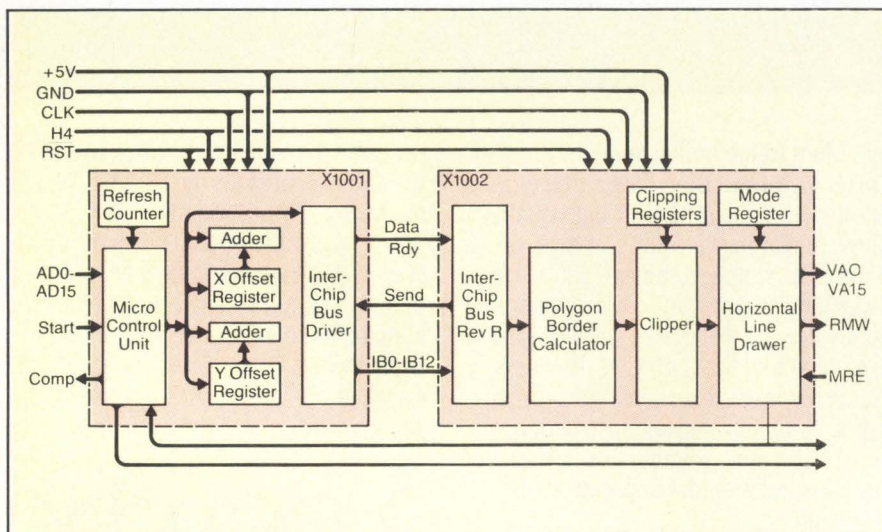 +5V
GND
CLK
H4
RST
X1001
X1002
Refresh
Counter
AD0-
AD15
Start
Comp
Micro
Control
Unit
Adder
X Offset
Register
Adder
Y Offset
Register
Inter-
Chip
Bus
Driver
Data
Rdy
Send
IB0-IB12
Inter-
Chip
Bus
Rev R
Polygon
Border
Calculator
Clipping
Registers
Clipper
Mode
Register
Horizontal
Line
Drawer
VAO
VA15
RMW
MRE